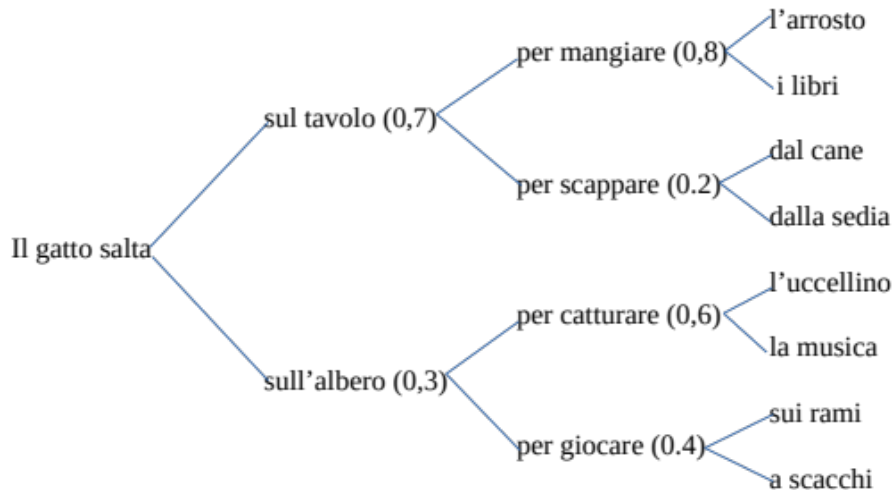 l’arrosto
per mangiare (0,8)
i libri
sul tavolo (0,7)
dal cane
per scappare (0.2)
dalla sedia
Il gatto salta
l’uccellino
per catturare (0,6)
la musica
sull’albero (0,3)
sui rami
per giocare (0.4)
a scacchi